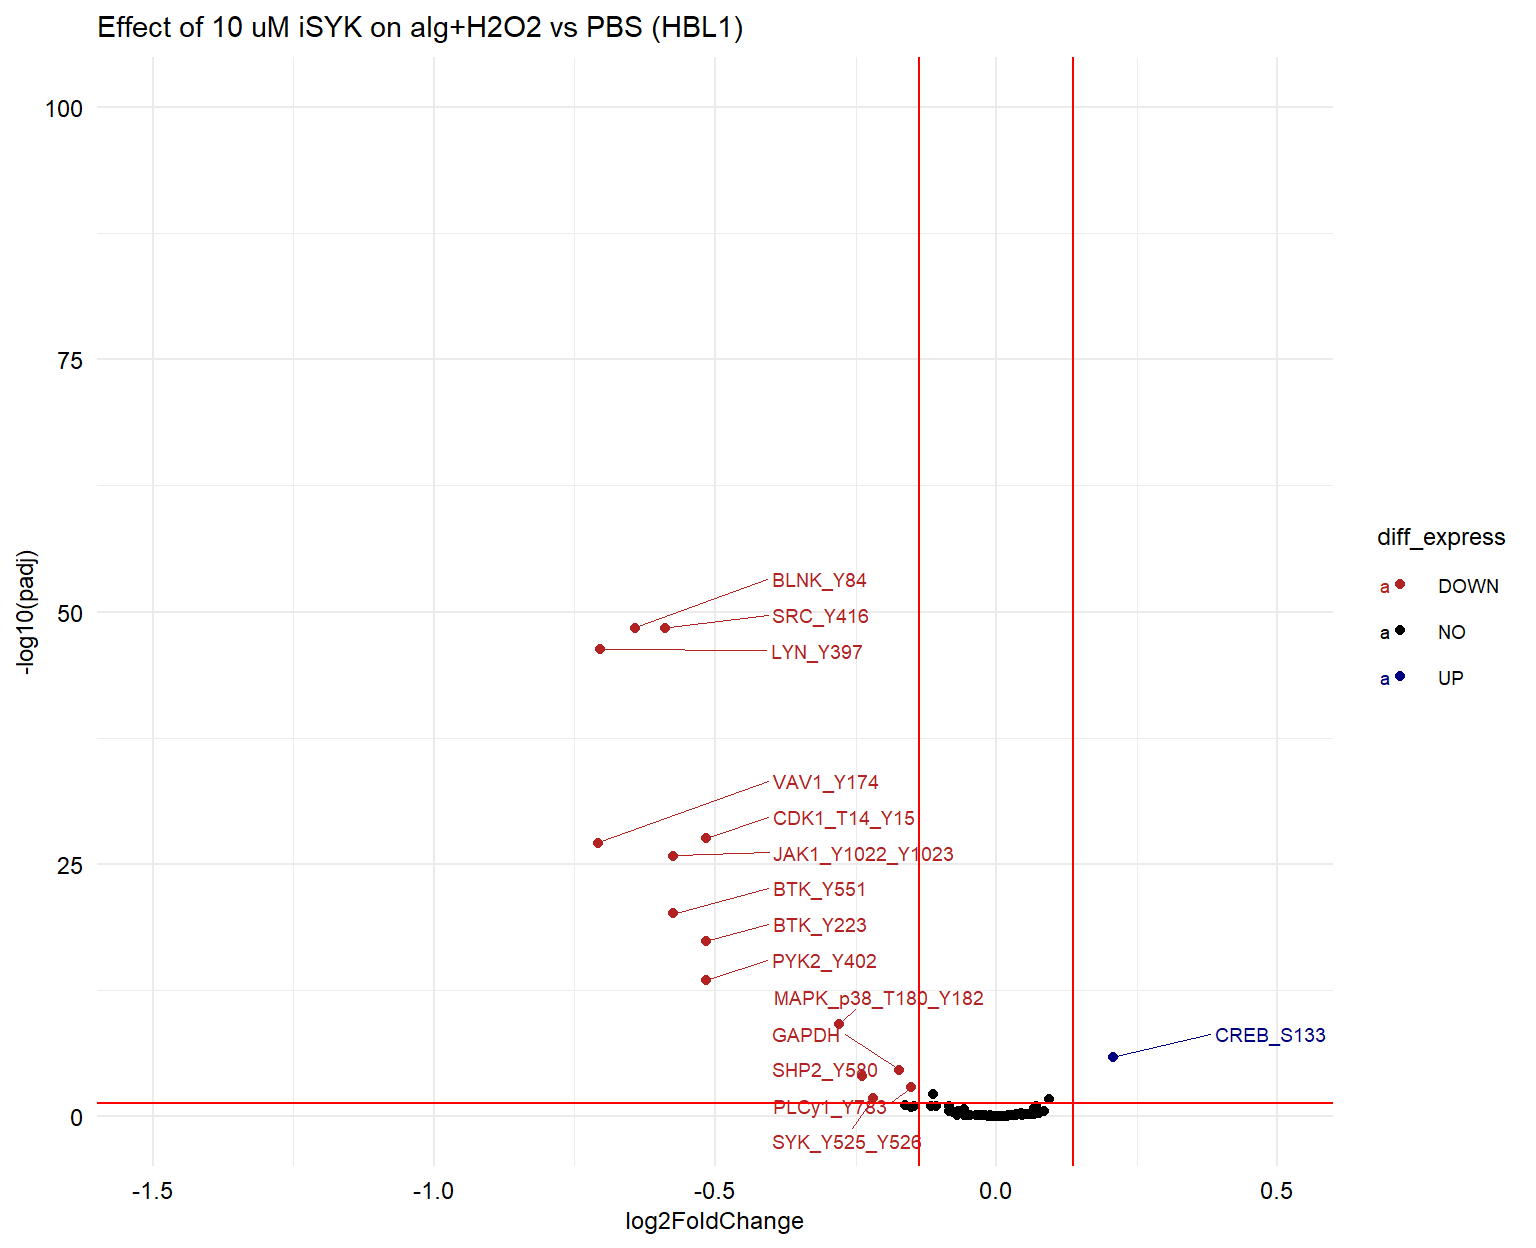 Effect of 10 uM iSYK on alg+H2O2 vs PBS (HBL1)
100
75
50
25
0
-log10(padj)
BLNK_Y84
SRC_Y416
LYN_Y397
VAV1_Y174
CDK1_T14_Y15
JAK1_Y1022_Y1023
BTK_Y551
BTK_Y223
PYK2_Y402
MAPK_p38_T180_Y182
GAPDH
CREB_S133
SHP2_Y580
PLCy1_Y783
SYK_Y525_Y526
-1.5
-1.0
-0.5
0.0
0.5
log2FoldChange
diff_express
a DOWN
a NO
a UP